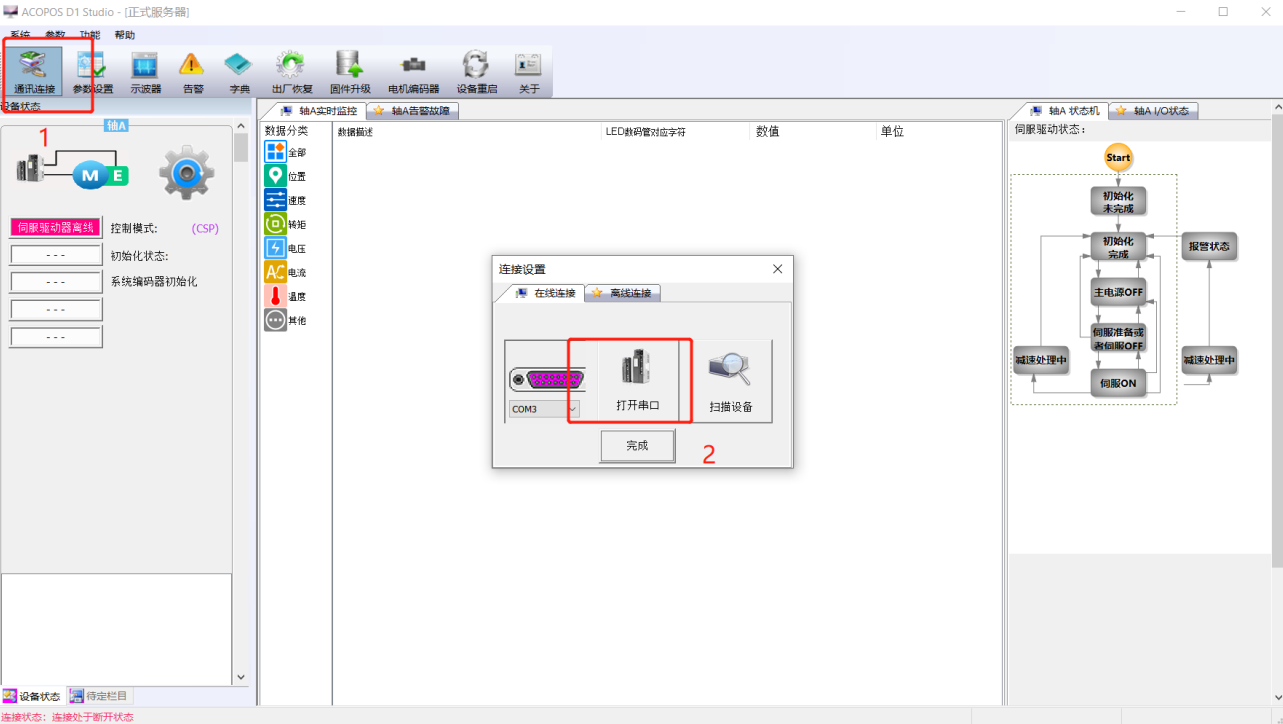 ACOPOS D1 Studio - [正式服务器]
系统 参数 功能 帮助
通讯连接 参数设置 示波器 告警 字典 出厂恢复 固件升级 电机编码器 设备重启 关于
设备状态
轴A
1
M E
伺服驱动器离线 控制模式: (CSP)
- - - 初始化状态:
- - - 系统编码器初始化
- - -
- - -
设备状态 待定栏目
连接状态: 连接处于断开状态
轴A实时监控 轴A告警故障
数据分类 数据描述 LED数码管对应字符 数值 单位
全部
位置
速度
转矩
电压
AC 电流
温度
其他
连接设置
在线连接 离线连接
COM3
打开串口
扫描设备
完成
2
轴A 状态机 轴A I/O状态
伺服驱动状态:
Start
初始化
未完成
初始化
完成
报警状态
主电源OFF
伺服准备或
者伺服OFF
减速处理中
减速处理中
伺服ON